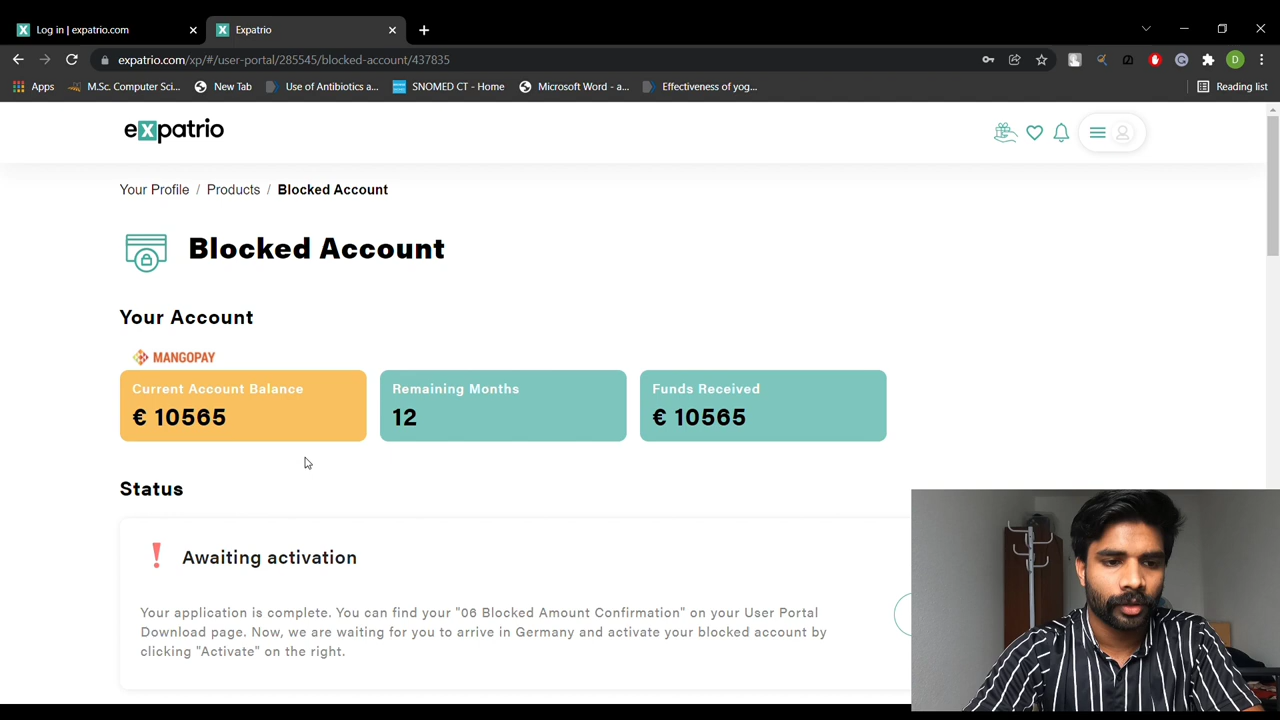 Log in | expatrio.com
Expatrio
expatrio.com/xp/#/user-portal/285545/blocked-account/437835
D
Apps
M.Sc. Computer Sci...
New Tab
Use of Antibiotics a...
SNOMED CT - Home
Microsoft Word - a...
Effectiveness of yog...
Reading list
expatrio
Your Profile / Products / Blocked Account
Blocked Account
Your Account
MANGOPAY
Current Account Balance
€ 10565
Remaining Months
12
Funds Received
€ 10565
Status
! Awaiting activation
Your application is complete. You can find your "06 Blocked Amount Confirmation" on your User Portal
Download page. Now, we are waiting for you to arrive in Germany and activate your blocked account by
clicking "Activate" on the right.